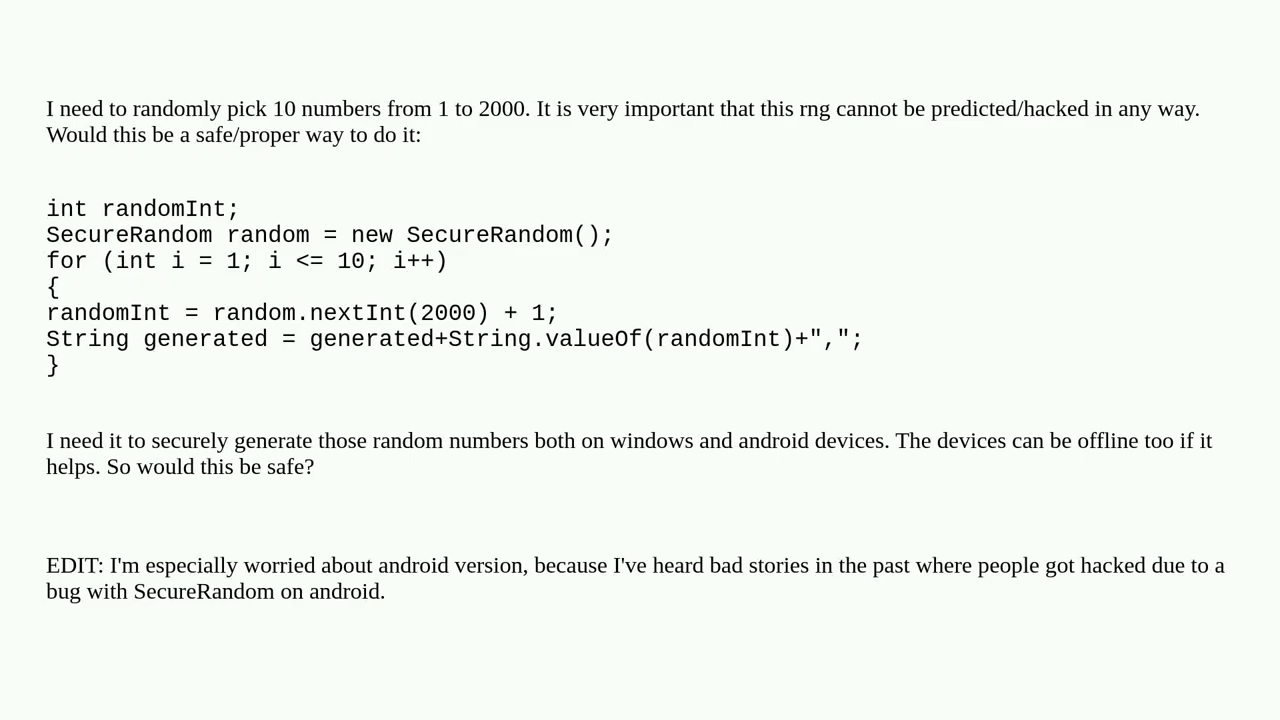 I need to randomly pick 10 numbers from 1 to 2000. It is very important that this rng cannot be predicted/hacked in any way.
Would this be a safe/proper way to do it:
int randomInt;
SecureRandom random = new SecureRandom();
for (int i = 1; i <= 10; i++)
{
randomInt = random.nextInt(2000) + 1;
String generated = generated+String.valueOf(randomInt)+",";
}
I need it to securely generate those random numbers both on windows and android devices. The devices can be offline too if it
helps. So would this be safe?
EDIT: I'm especially worried about android version, because I've heard bad stories in the past where people got hacked due to a
bug with SecureRandom on android.